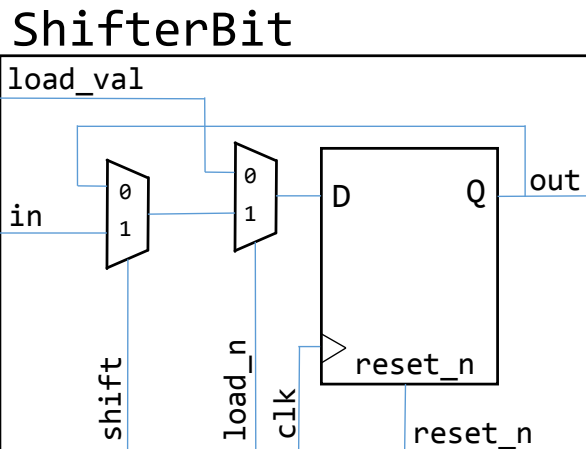 ShifterBit
load_val
0
1
in
0
1
D
Q
out
shift
load_n
clk
reset_n
reset_n